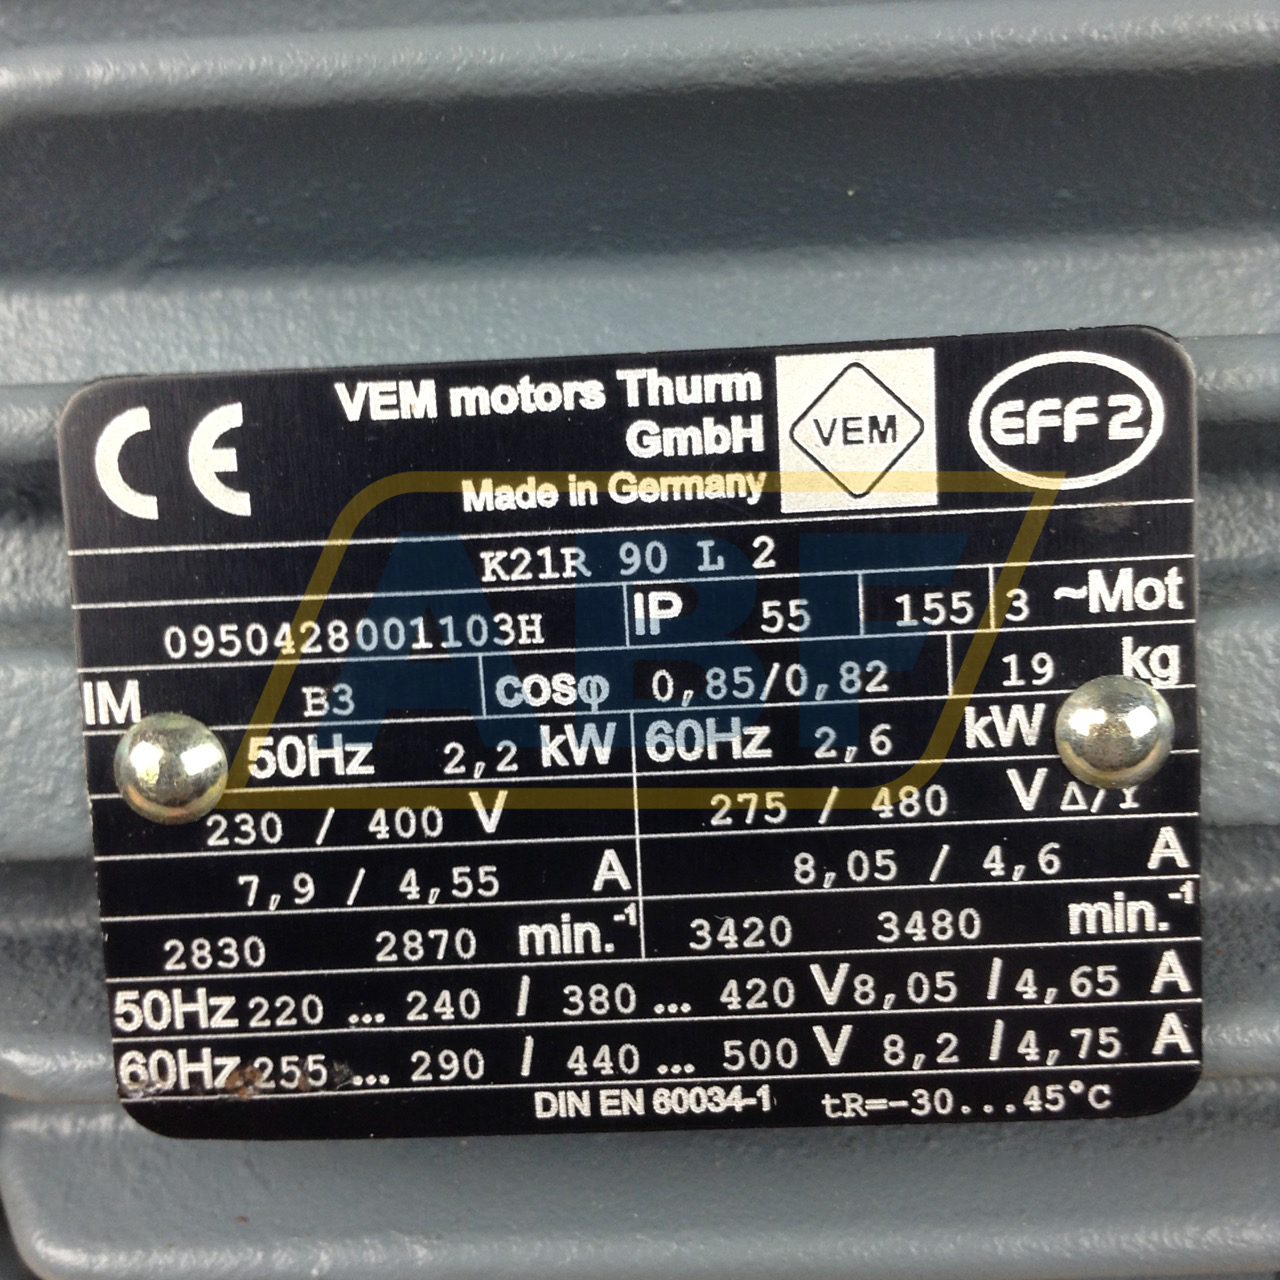 CE
VEM motors Thurm
GmbH
Made in Germany
VEM
EFF 2
K21R 90 L 2
0950428001103H IP 55 155 3 ~Mot
IM B3 cosφ 0,85/0,82 19 kg
50Hz 2,2 kW 60Hz 2,6 kW
230 / 400 V 275 / 480 V Δ/Y
7,9 / 4,55 A 8,05 / 4,6 A
2830 2870 min.-1 3420 3480 min.-1
50Hz 220 ... 240 / 380 ... 420 V 8,05 / 4,65 A
60Hz 255 ... 290 / 440 ... 500 V 8,2 / 4,75 A
DIN EN 60034-1 tR=-30...45°C
ABF